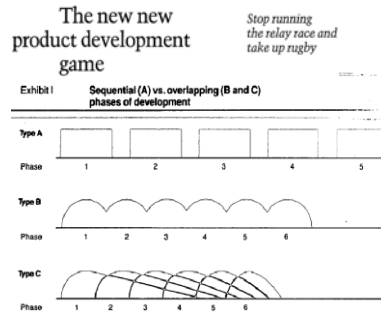 The new new
product development
game
Stop running
the relay race and
take up rugby
Exhibit I
Sequential (A) vs. overlapping (B and C)
phases of development
Type A
Phase 1 2 3 4 5
Type B
Phase 1 2 3 4 5 6
Type C
Phase 1 2 3 4 5 6